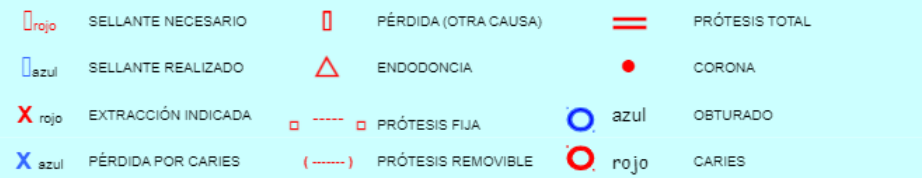 rojo SELLANTE NECESARIO PÉRDIDA (OTRA CAUSA) PRÓTESIS TOTAL
azul SELLANTE REALIZADO ENDODONCIA CORONA
X rojo EXTRACCIÓN INDICADA PRÓTESIS FIJA azul OBTURADO
X azul PÉRDIDA POR CARIES (-------) PRÓTESIS REMOVIBLE rojo CARIES